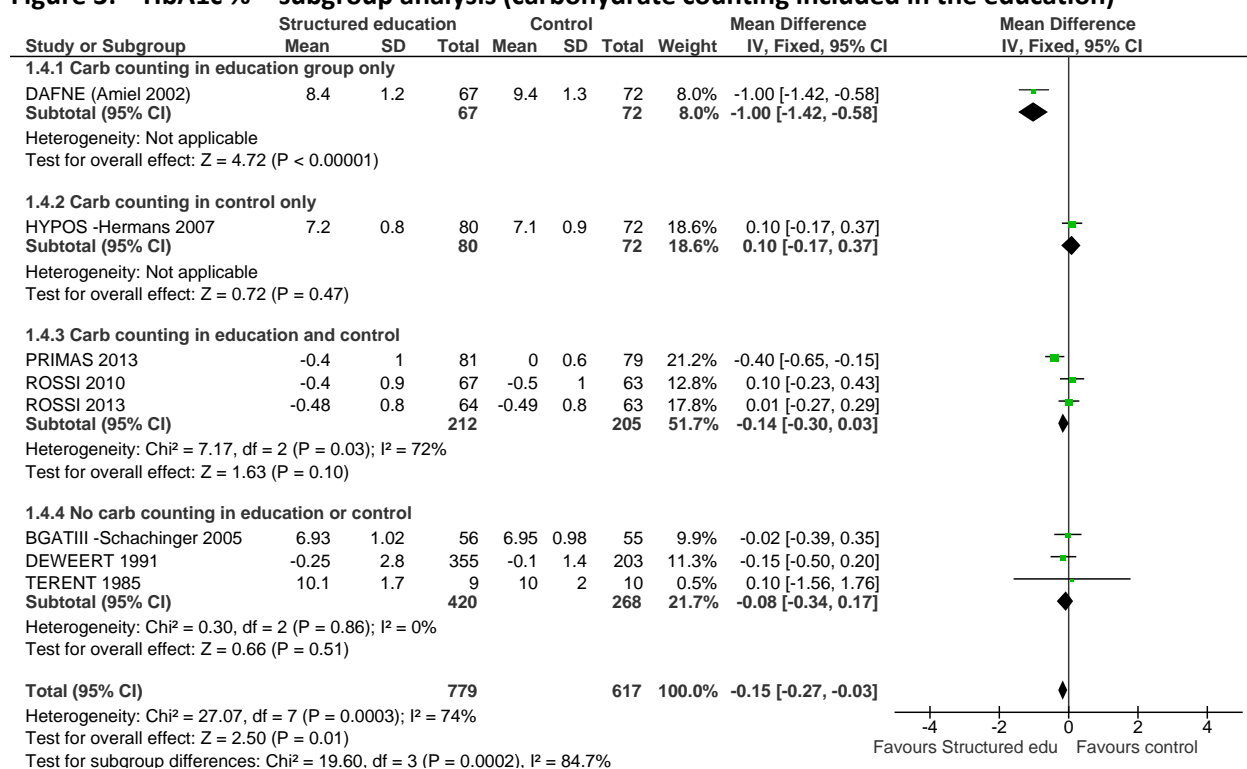 Figure 3: HbA1c % – subgroup analysis (carbohydrate counting included in the education)
Structured education Control Mean Difference Mean Difference
Study or Subgroup Mean SD Total Mean SD Total Weight IV, Fixed, 95% CI IV, Fixed, 95% CI
1.4.1 Carb counting in education group only
DAFNE (Amiel 2002) 8.4 1.2 67 9.4 1.3 72 8.0% -1.00 [-1.42, -0.58]
Subtotal (95% CI) 67 72 8.0% -1.00 [-1.42, -0.58]
Heterogeneity: Not applicable
Test for overall effect: Z = 4.72 (P < 0.00001)
1.4.2 Carb counting in control only
HYPOS -Hermans 2007 7.2 0.8 80 7.1 0.9 72 18.6% 0.10 [-0.17, 0.37]
Subtotal (95% CI) 80 72 18.6% 0.10 [-0.17, 0.37]
Heterogeneity: Not applicable
Test for overall effect: Z = 0.72 (P = 0.47)
1.4.3 Carb counting in education and control
PRIMAS 2013 -0.4 1 81 0 0.6 79 21.2% -0.40 [-0.65, -0.15]
ROSSI 2010 -0.4 0.9 67 -0.5 1 63 12.8% 0.10 [-0.23, 0.43]
ROSSI 2013 -0.48 0.8 64 -0.49 0.8 63 17.8% 0.01 [-0.27, 0.29]
Subtotal (95% CI) 212 205 51.7% -0.14 [-0.30, 0.03]
Heterogeneity: Chi² = 7.17, df = 2 (P = 0.03); I² = 72%
Test for overall effect: Z = 1.63 (P = 0.10)
1.4.4 No carb counting in education or control
BGATIII -Schachinger 2005 6.93 1.02 56 6.95 0.98 55 9.9% -0.02 [-0.39, 0.35]
DEWEERT 1991 -0.25 2.8 355 -0.1 1.4 203 11.3% -0.15 [-0.50, 0.20]
TERENT 1985 10.1 1.7 9 10 2 10 0.5% 0.10 [-1.56, 1.76]
Subtotal (95% CI) 420 268 21.7% -0.08 [-0.34, 0.17]
Heterogeneity: Chi² = 0.30, df = 2 (P = 0.86); I² = 0%
Test for overall effect: Z = 0.66 (P = 0.51)
Total (95% CI) 779 617 100.0% -0.15 [-0.27, -0.03]
Heterogeneity: Chi² = 27.07, df = 7 (P = 0.0003); I² = 74%
Test for overall effect: Z = 2.50 (P = 0.01)
Test for subgroup differences: Chi² = 19.60, df = 3 (P = 0.0002), I² = 84.7%
-4 -2 0 2 4
Favours Structured edu Favours control